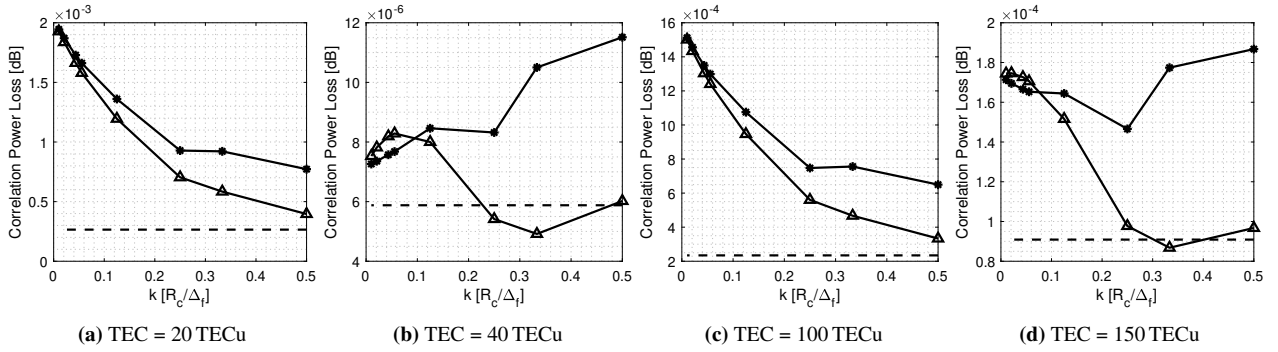 ×10⁻³
2
1.5
1
0.5
0
0 0.1 0.2 0.3 0.4 0.5
Correlation Power Loss [dB]
k [R_c/Δ_f]
(a) TEC = 20 TECu
×10⁻⁶
12
10
8
6
4
0 0.1 0.2 0.3 0.4 0.5
Correlation Power Loss [dB]
k [R_c/Δ_f]
(b) TEC = 40 TECu
×10⁻⁴
16
14
12
10
8
6
4
2
0 0.1 0.2 0.3 0.4 0.5
Correlation Power Loss [dB]
k [R_c/Δ_f]
(c) TEC = 100 TECu
×10⁻⁴
2
1.8
1.6
1.4
1.2
1
0.8
0 0.1 0.2 0.3 0.4 0.5
Correlation Power Loss [dB]
k [R_c/Δ_f]
(d) TEC = 150 TECu